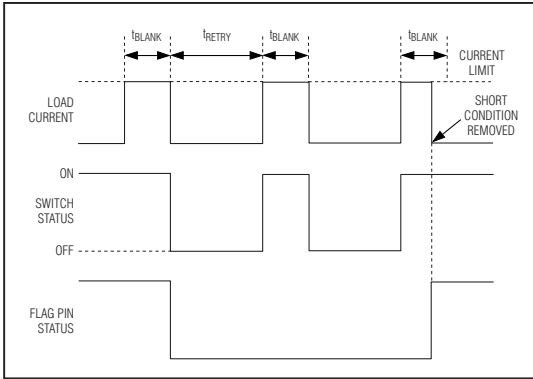 tBLANK tRETRY tBLANK tBLANK
CURRENT
LIMIT
LOAD
CURRENT
SHORT
CONDITION
REMOVED
ON
SWITCH
STATUS
OFF
FLAG PIN
STATUS